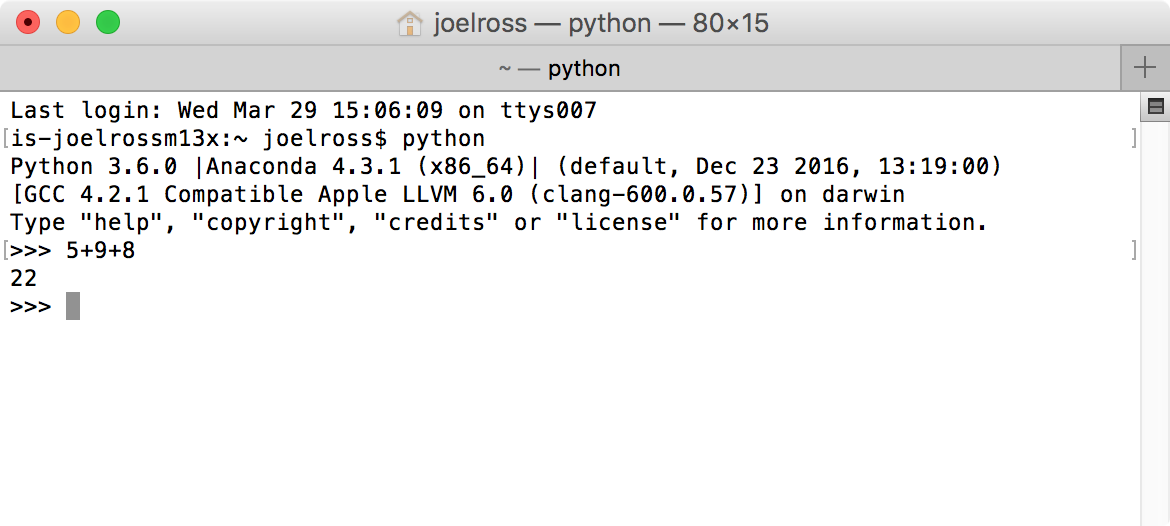 joelross — python — 80×15
~ — python
Last login: Wed Mar 29 15:06:09 on ttys007
[is-joelrossm13x:~ joelross$ python ]
Python 3.6.0 |Anaconda 4.3.1 (x86_64)| (default, Dec 23 2016, 13:19:00)
[GCC 4.2.1 Compatible Apple LLVM 6.0 (clang-600.0.57)] on darwin
Type "help", "copyright", "credits" or "license" for more information.
[>>> 5+9+8 ]
22
>>>